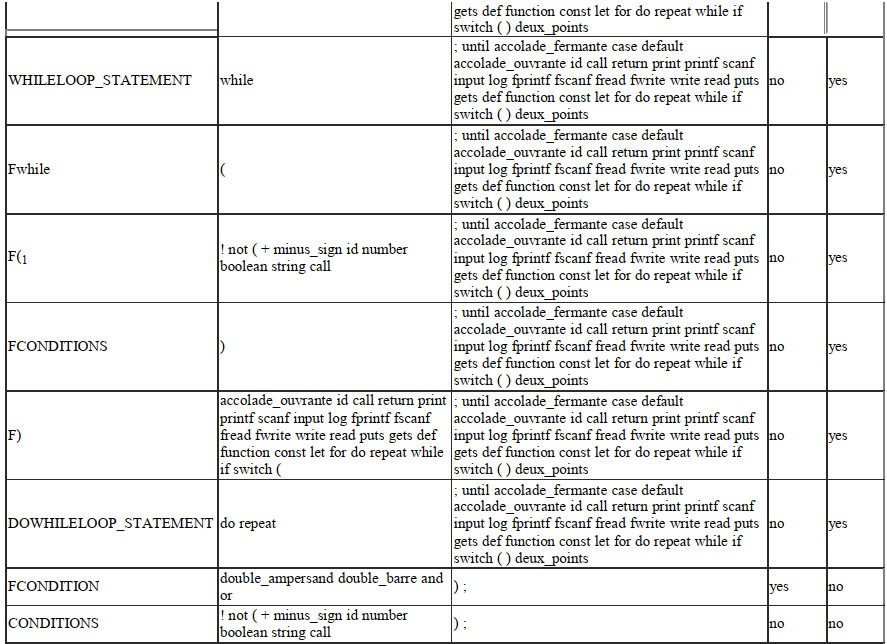 gets def function const let for do repeat while if
switch ( ) deux_points
WHILELOOP_STATEMENT
while
; until accolade_fermante case default
accolade_ouvrante id call return print printf scanf
input log fprintf fscanf fread fwrite write read puts
gets def function const let for do repeat while if
switch ( ) deux_points
no
yes
Fwhile
(
; until accolade_fermante case default
accolade_ouvrante id call return print printf scanf
input log fprintf fscanf fread fwrite write read puts
gets def function const let for do repeat while if
switch ( ) deux_points
no
yes
F(1
! not ( + minus_sign id number
boolean string call
; until accolade_fermante case default
accolade_ouvrante id call return print printf scanf
input log fprintf fscanf fread fwrite write read puts
gets def function const let for do repeat while if
switch ( ) deux_points
no
yes
FCONDITIONS
)
; until accolade_fermante case default
accolade_ouvrante id call return print printf scanf
input log fprintf fscanf fread fwrite write read puts
gets def function const let for do repeat while if
switch ( ) deux_points
no
yes
F)
accolade_ouvrante id call return print
printf scanf input log fprintf fscanf
fread fwrite write read puts gets def
function const let for do repeat while
if switch (
; until accolade_fermante case default
accolade_ouvrante id call return print printf scanf
input log fprintf fscanf fread fwrite write read puts
gets def function const let for do repeat while if
switch ( ) deux_points
no
yes
DOWHILELOOP_STATEMENT
do repeat
; until accolade_fermante case default
accolade_ouvrante id call return print printf scanf
input log fprintf fscanf fread fwrite write read puts
gets def function const let for do repeat while if
switch ( ) deux_points
no
yes
FCONDITION
double_ampersand double_barre and
or
) ;
yes
no
CONDITIONS
! not ( + minus_sign id number
boolean string call
) ;
no
no